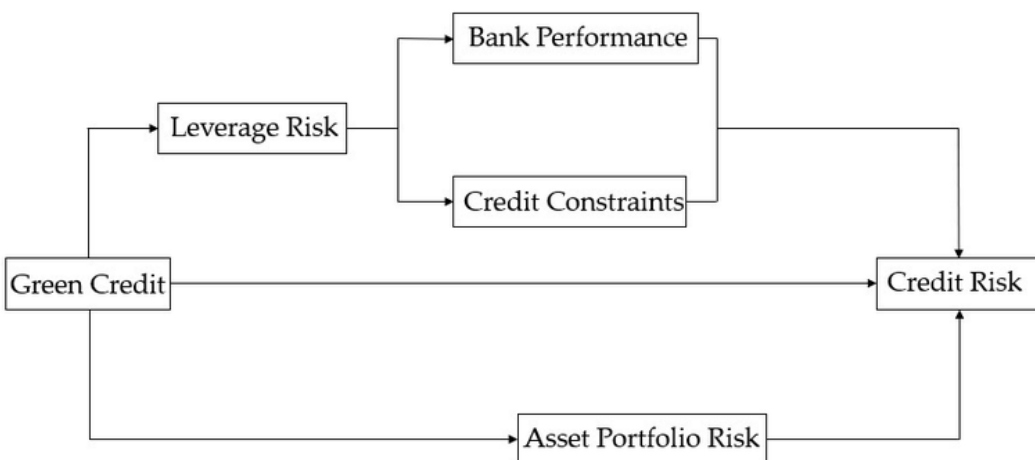 Bank Performance
Leverage Risk
Credit Constraints
Green Credit
Credit Risk
Asset Portfolio Risk